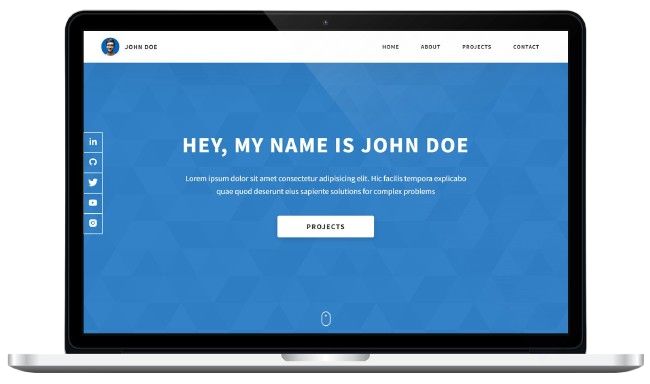 JOHN DOE
HOME ABOUT PROJECTS CONTACT
HEY, MY NAME IS JOHN DOE
in
Lorem ipsum dolor sit amet consectetur adipisicing elit. Hic facilis tempora explicabo
quae quod deserunt eius sapiente solutions for complex problems
PROJECTS